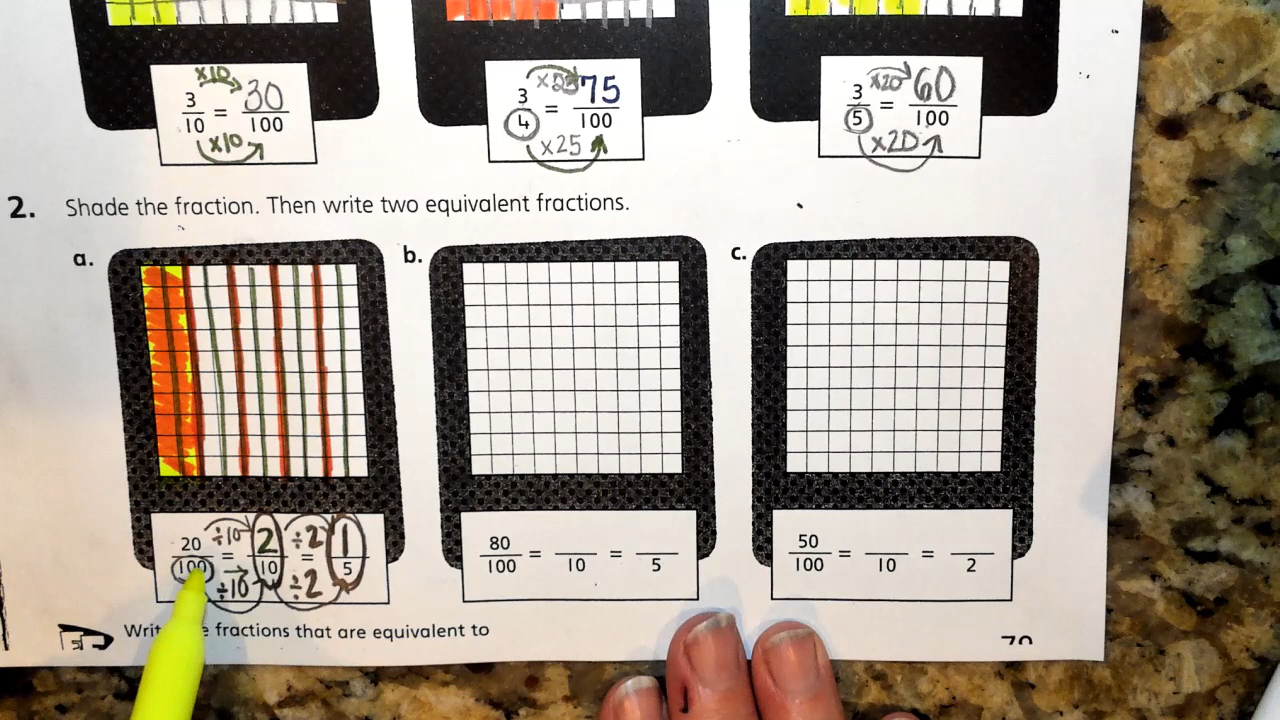 ×10 ×25 ×20
3/10 = 30/100 3/4 = 75/100 3/5 = 60/100
×10 ×25 ×20
2. Shade the fraction. Then write two equivalent fractions.
a. b. c.
÷10 ÷2
20/100 = 2/10 = 1/5 80/100 = /10 = /5 50/100 = /10 = /2
÷10 ÷2
fractions that are equivalent to